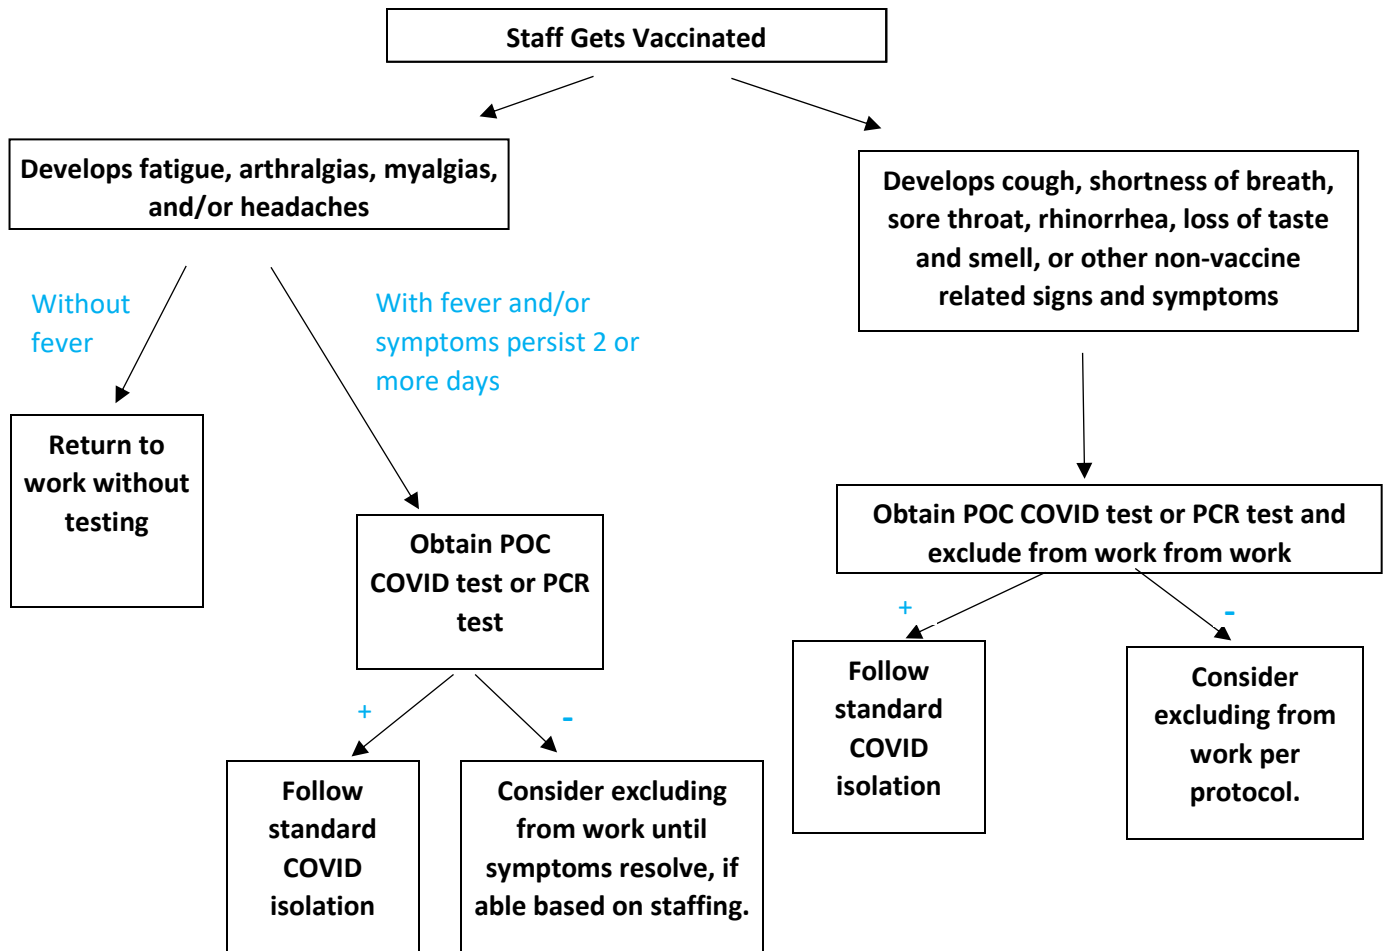 Staff Gets Vaccinated
Develops fatigue, arthralgias, myalgias,
and/or headaches
Develops cough, shortness of breath,
sore throat, rhinorrhea, loss of taste
and smell, or other non-vaccine
related signs and symptoms
Without
fever
With fever and/or
symptoms persist 2 or
more days
Return to
work without
testing
Obtain POC
COVID test or PCR
test
Obtain POC COVID test or PCR test and
exclude from work from work
+
-
+
-
Follow
standard
COVID
isolation
Consider excluding
from work until
symptoms resolve, if
able based on staffing.
Follow
standard
COVID
isolation
Consider
excluding from
work per
protocol.